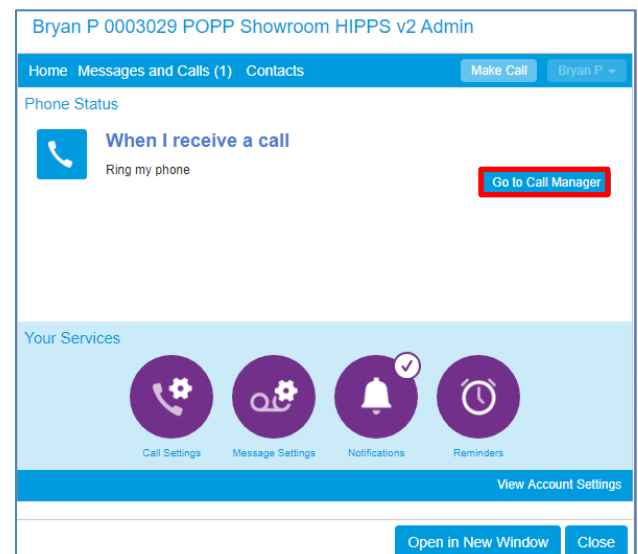 Bryan P 0003029 POPP Showroom HIPPS v2 Admin
Home Messages and Calls (1) Contacts Make Call Bryan P
Phone Status
When I receive a call
Ring my phone
Go to Call Manager
Your Services
Call Settings Message Settings Notifications Reminders
View Account Settings
Open in New Window Close